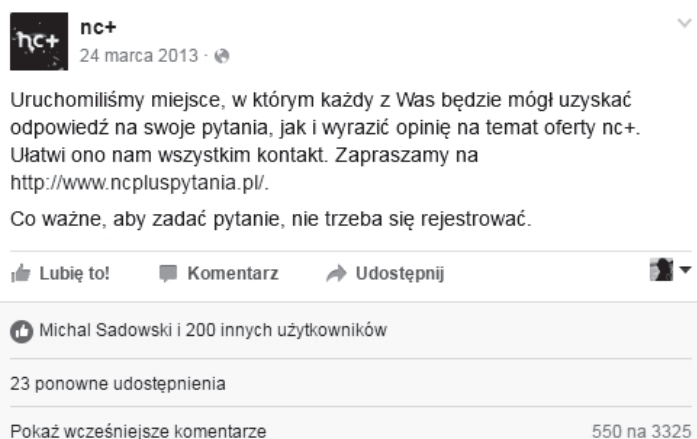 nc+
nc+
24 marca 2013 ·
Uruchomiliśmy miejsce, w którym każdy z Was będzie mógł uzyskać
odpowiedź na swoje pytania, jak i wyrazić opinię na temat oferty nc+.
Ułatwi ono nam wszystkim kontakt. Zapraszamy na
http://www.ncpluspytania.pl/.
Co ważne, aby zadać pytanie, nie trzeba się rejestrować.
Lubię to! Komentarz Udostępnij
Michal Sadowski i 200 innych użytkowników
23 ponowne udostępnienia
Pokaż wcześniejsze komentarze 550 na 3325